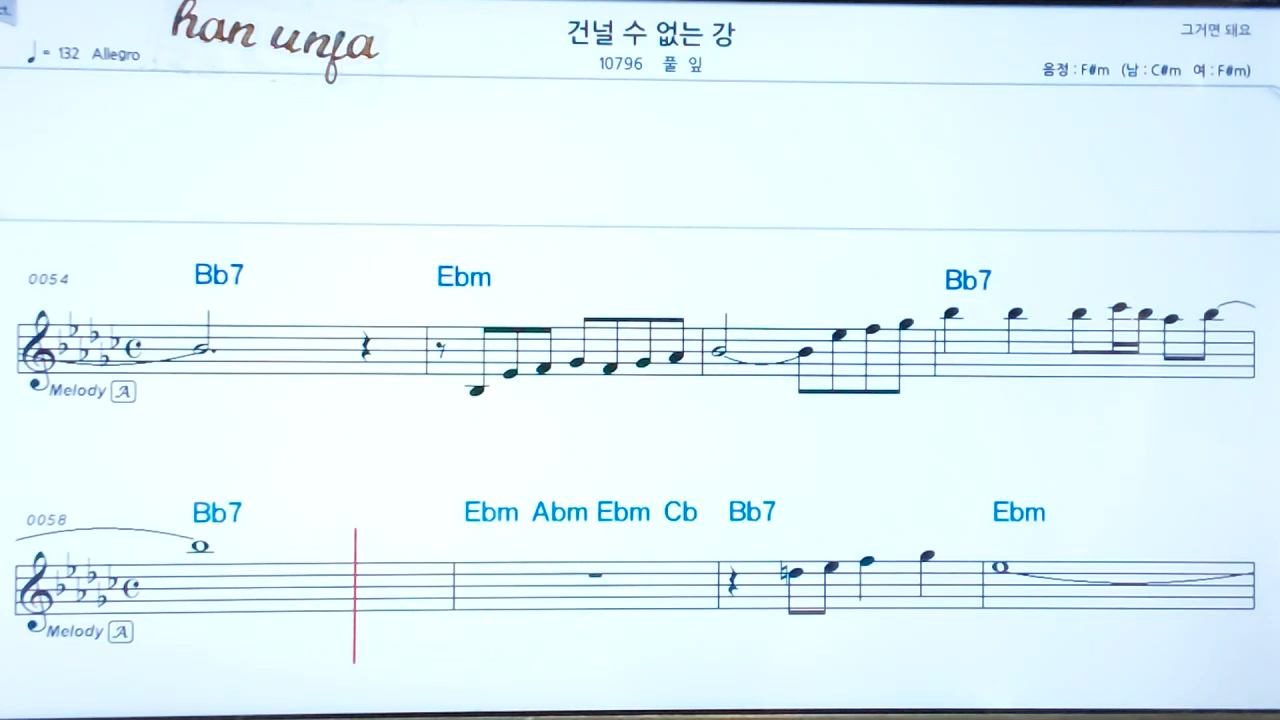 han unja
건널 수 없는 강
그거면 돼요
♩ = 132 Allegro
10796 풀 잎
음정 : F#m (남 : C#m 여 : F#m)
0054
Bb7 Ebm Bb7
Melody A
0058
Bb7 Ebm Abm Ebm Cb Bb7 Ebm
Melody A